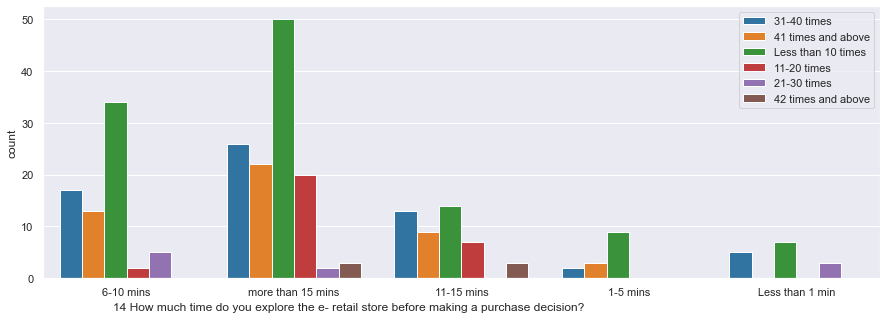 50
40
30
20
10
0
count
31-40 times
41 times and above
Less than 10 times
11-20 times
21-30 times
42 times and above
6-10 mins
more than 15 mins
11-15 mins
1-5 mins
Less than 1 min
14 How much time do you explore the e- retail store before making a purchase decision?